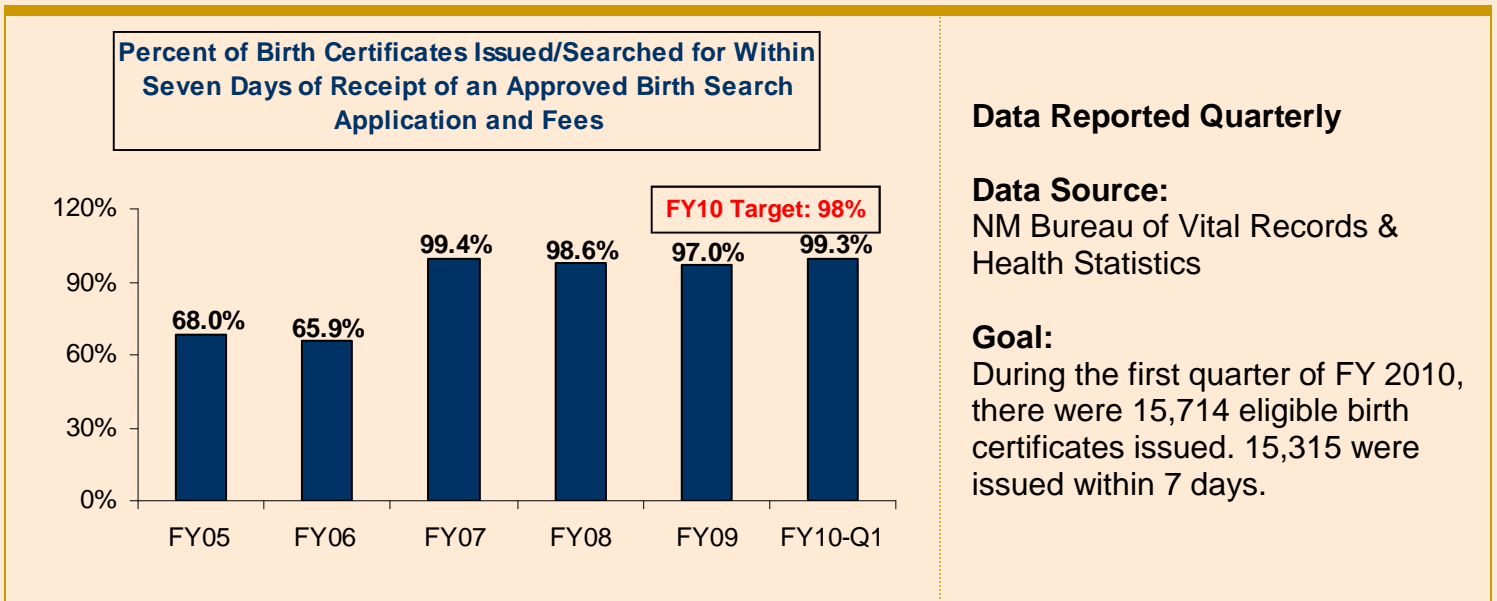 Percent of Birth Certificates Issued/Searched for Within
Seven Days of Receipt of an Approved Birth Search
Application and Fees
FY10 Target: 98%
120%
90%
60%
30%
0%
68.0%
65.9%
99.4%
98.6%
97.0%
99.3%
FY05 FY06 FY07 FY08 FY09 FY10-Q1
Data Reported Quarterly
Data Source:
NM Bureau of Vital Records &
Health Statistics
Goal:
During the first quarter of FY 2010,
there were 15,714 eligible birth
certificates issued. 15,315 were
issued within 7 days.